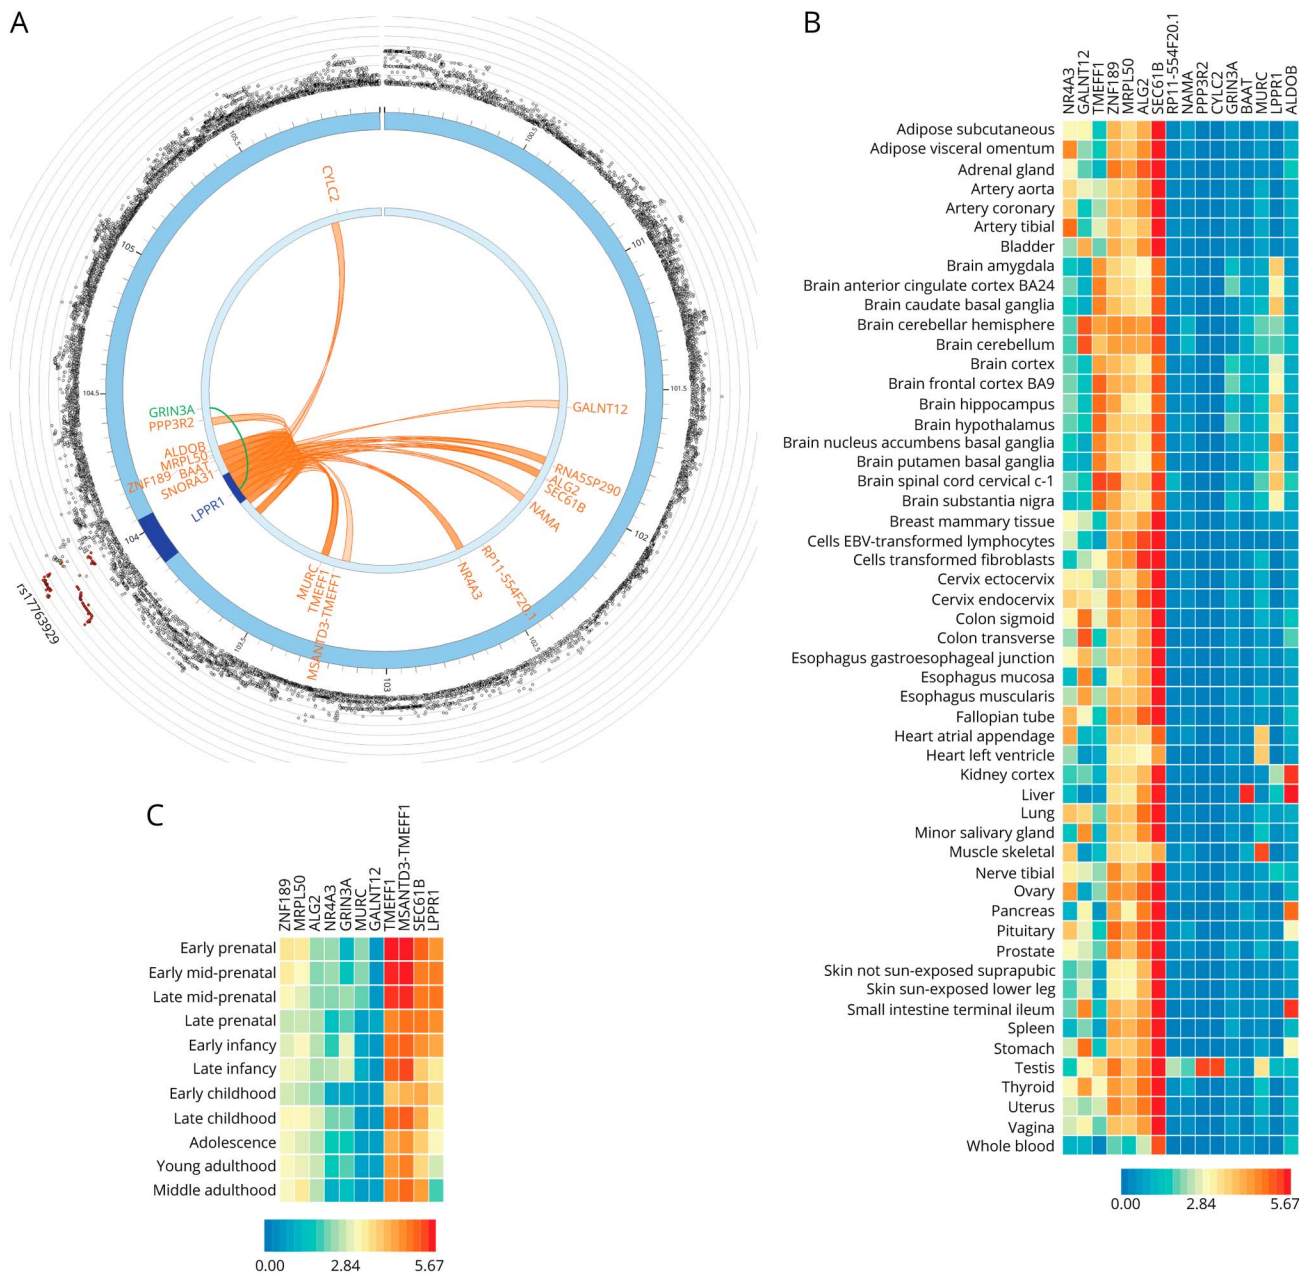 A
105.5
100.5
105
101
104.5
101.5
104
102
103.5
102.5
103
CYLC2
GRIN3A
PPP3R2
ALDOB
MRPL50
ZNF189 BAAT
SNORA31
LPPR1
GALNT12
RNA5SP290
ALG2
SEC61B
NAMA
RP11-554F20.1
NR4A3
MURC
TMEFF1
MSANTD3-TMEFF1
rs17763929
B
NR4A3
GALNT12
TMEFF1
ZNF189
MRPL50
ALG2
SEC61B
RP11-554F20.1
NAMA
PPP3R2
CYLC2
GRIN3A
BAAT
MURC
LPPR1
ALDOB
Adipose subcutaneous
Adipose visceral omentum
Adrenal gland
Artery aorta
Artery coronary
Artery tibial
Bladder
Brain amygdala
Brain anterior cingulate cortex BA24
Brain caudate basal ganglia
Brain cerebellar hemisphere
Brain cerebellum
Brain cortex
Brain frontal cortex BA9
Brain hippocampus
Brain hypothalamus
Brain nucleus accumbens basal ganglia
Brain putamen basal ganglia
Brain spinal cord cervical c-1
Brain substantia nigra
Breast mammary tissue
Cells EBV-transformed lymphocytes
Cells transformed fibroblasts
Cervix ectocervix
Cervix endocervix
Colon sigmoid
Colon transverse
Esophagus gastroesophageal junction
Esophagus mucosa
Esophagus muscularis
Fallopian tube
Heart atrial appendage
Heart left ventricle
Kidney cortex
Liver
Lung
Minor salivary gland
Muscle skeletal
Nerve tibial
Ovary
Pancreas
Pituitary
Prostate
Skin not sun-exposed suprapubic
Skin sun-exposed lower leg
Small intestine terminal ileum
Spleen
Stomach
Testis
Thyroid
Uterus
Vagina
Whole blood
0.00 2.84 5.67
C
ZNF189
MRPL50
ALG2
NR4A3
GRIN3A
MURC
GALNT12
TMEFF1
MSANTD3-TMEFF1
SEC61B
LPPR1
Early prenatal
Early mid-prenatal
Late mid-prenatal
Late prenatal
Early infancy
Late infancy
Early childhood
Late childhood
Adolescence
Young adulthood
Middle adulthood
0.00 2.84 5.67